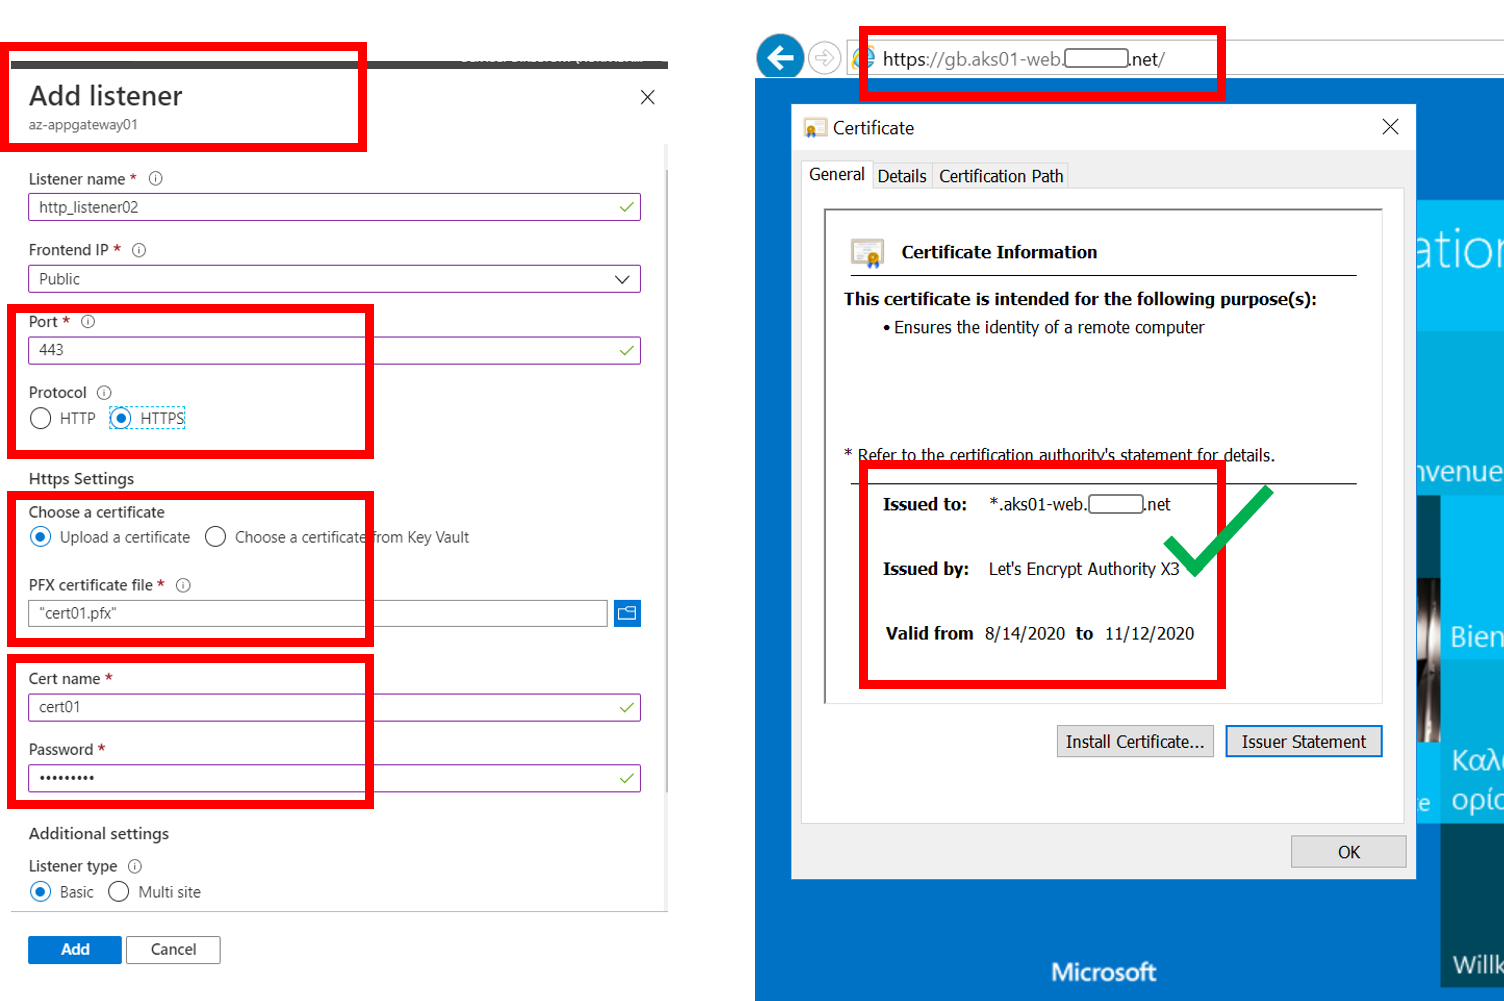 Add listener
az-appgateway01
Listener name *
http_listener02
Frontend IP *
Public
Port *
443
Protocol
HTTP HTTPS
Https Settings
Choose a certificate
Upload a certificate Choose a certificate from Key Vault
PFX certificate file *
"cert01.pfx"
Cert name *
cert01
Password *
•••••••••
Additional settings
Listener type
Basic Multi site
Add Cancel
https://gb.aks01-web. .net/
Certificate
General Details Certification Path
Certificate Information
This certificate is intended for the following purpose(s):
• Ensures the identity of a remote computer
* Refer to the certification authority's statement for details.
Issued to: *.aks01-web. .net
Issued by: Let's Encrypt Authority X3
Valid from 8/14/2020 to 11/12/2020
Install Certificate... Issuer Statement
OK
ation
nvenue
Bien
Καλ
ορί
Willk
Microsoft